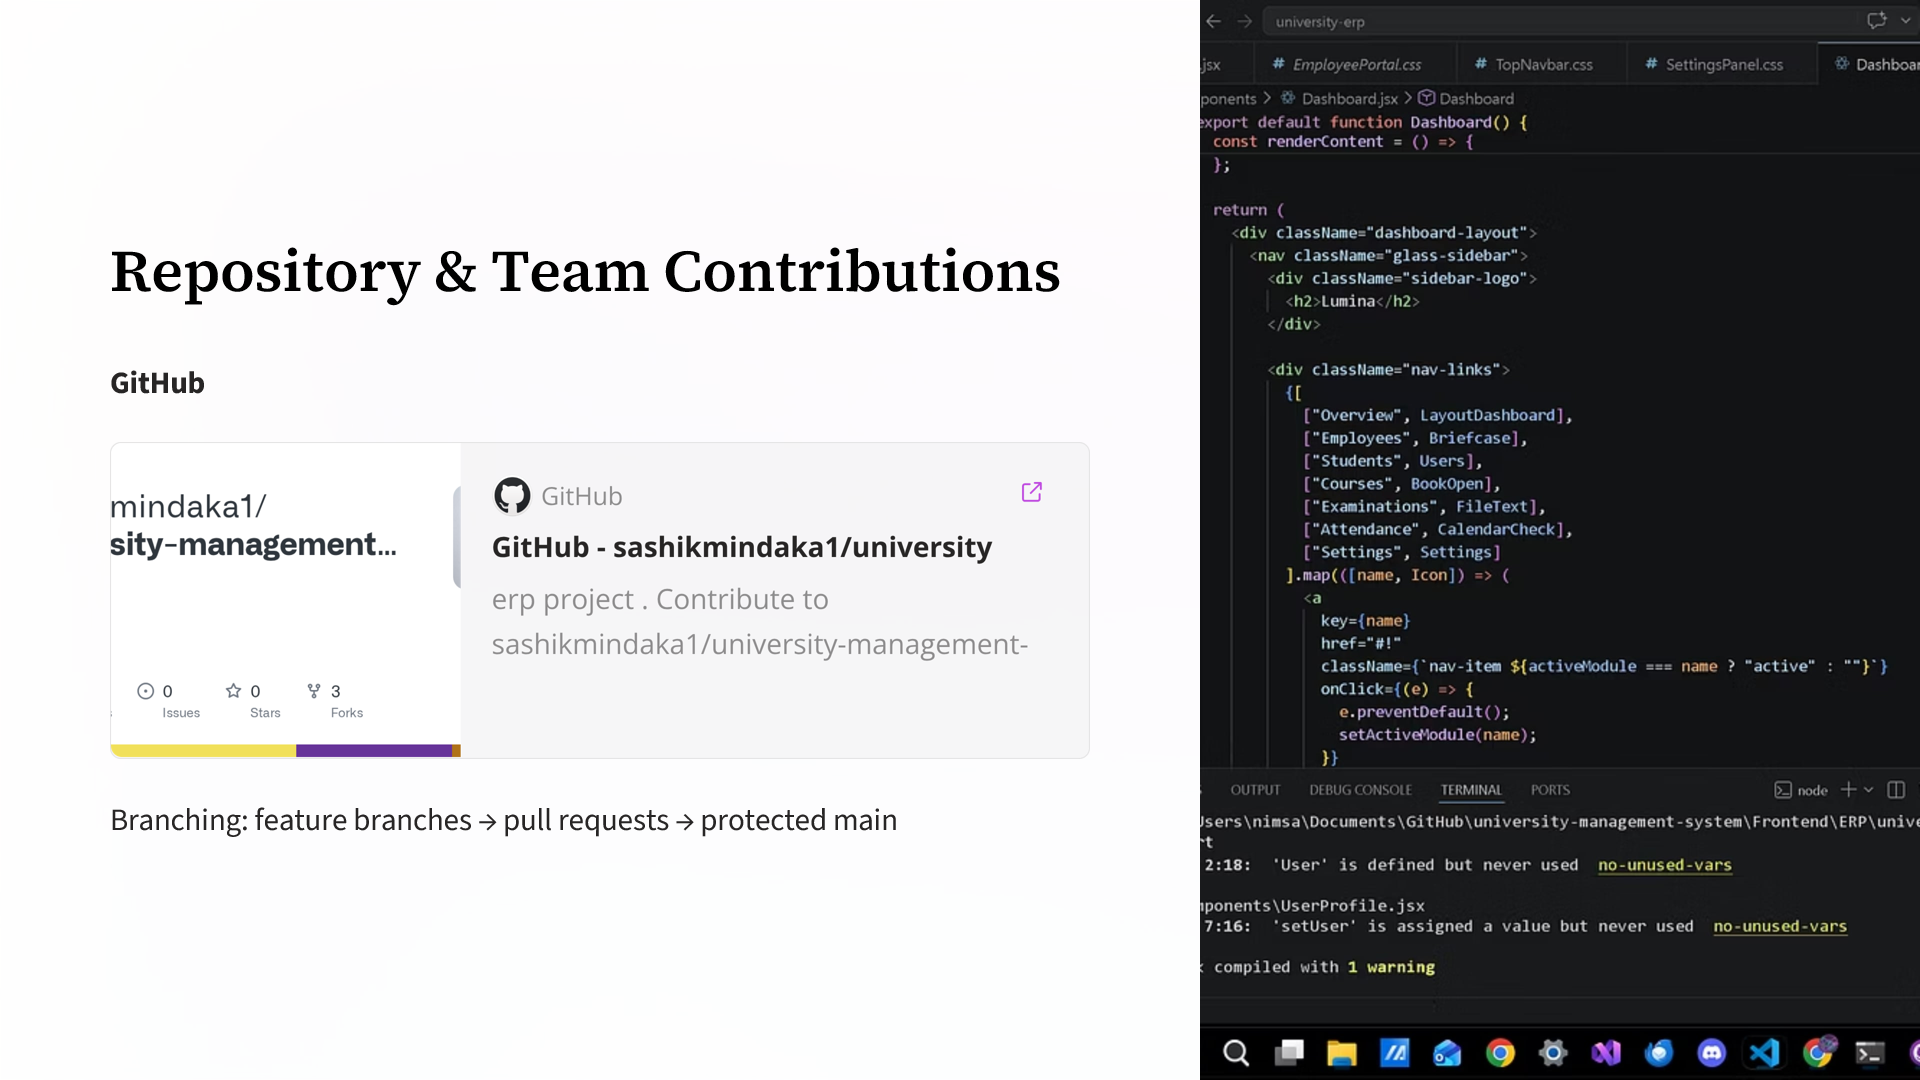 Repository & Team Contributions
GitHub
mindaka1/
sity-management...
0
Issues
0
Stars
3
Forks
GitHub
GitHub - sashikmindaka1/university
erp project . Contribute to
sashikmindaka1/university-management-
Branching: feature branches → pull requests → protected main
university-erp
.jsx
# EmployeePortal.css
# TopNavbar.css
# SettingsPanel.css
Dashboar
ponents > Dashboard.jsx > Dashboard
export default function Dashboard() {
const renderContent = () => {
};
return (
<div className="dashboard-layout">
<nav className="glass-sidebar">
<div className="sidebar-logo">
<h2>Lumina</h2>
</div>
<div className="nav-links">
{[
["Overview", LayoutDashboard],
["Employees", Briefcase],
["Students", Users],
["Courses", BookOpen],
["Examinations", FileText],
["Attendance", CalendarCheck],
["Settings", Settings]
].map(([name, Icon]) => (
<a
key={name}
href="#!"
className={`nav-item ${activeModule === name ? "active" : ""}`}
onClick={(e) => {
e.preventDefault();
setActiveModule(name);
}}
OUTPUT
DEBUG CONSOLE
TERMINAL
PORTS
node
Users\nimsa\Documents\GitHub\university-management-system\Frontend\ERP\unive
rt
2:18: 'User' is defined but never used no-unused-vars
ponents\UserProfile.jsx
7:16: 'setUser' is assigned a value but never used no-unused-vars
compiled with 1 warning